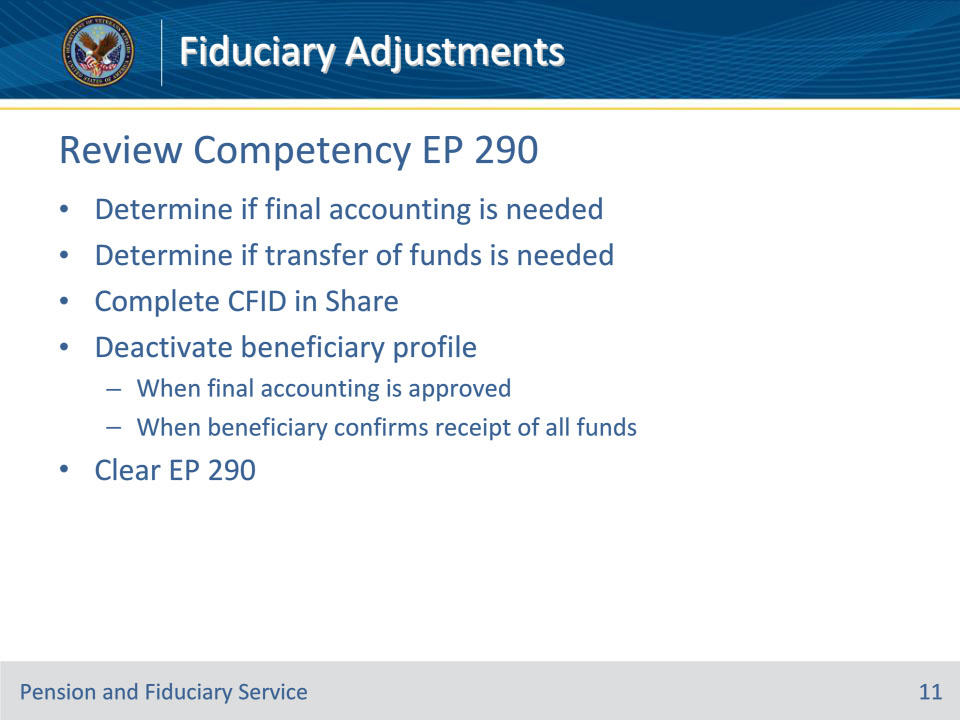 Fiduciary Adjustments
Review Competency EP 290
• Determine if final accounting is needed
• Determine if transfer of funds is needed
• Complete CFID in Share
• Deactivate beneficiary profile
– When final accounting is approved
– When beneficiary confirms receipt of all funds
• Clear EP 290
Pension and Fiduciary Service
11